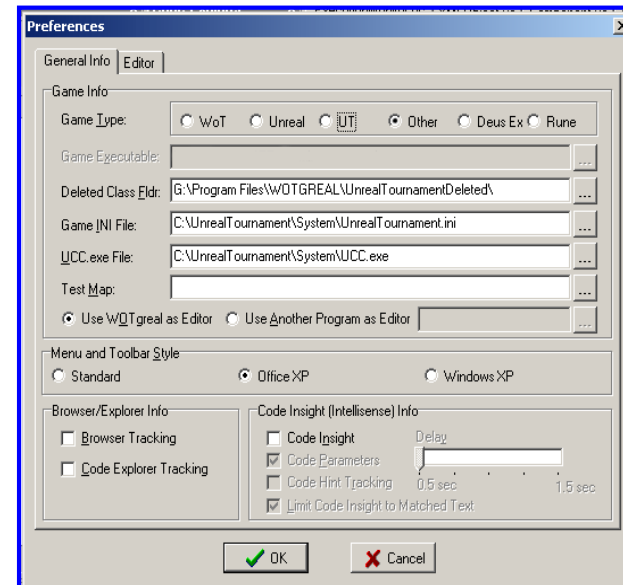 Preferences
General Info Editor
Game Info
Game Type: WoT Unreal UT Other Deus Ex Rune
Game Executable: ...
Deleted Class Fldr: G:\Program Files\WOTGREAL\UnrealTournamentDeleted\ ...
Game INI File: C:\UnrealTournament\System\UnrealTournament.ini ...
UCC.exe File: C:\UnrealTournament\System\UCC.exe ...
Test Map: ...
Use WOTgreal as Editor Use Another Program as Editor ...
Menu and Toolbar Style
Standard Office XP Windows XP
Browser/Explorer Info Code Insight (Intellisense) Info
Browser Tracking Code Insight Delay
Code Parameters
Code Explorer Tracking Code Hint Tracking 0.5 sec 1.5 sec
Limit Code Insight to Matched Text
OK Cancel